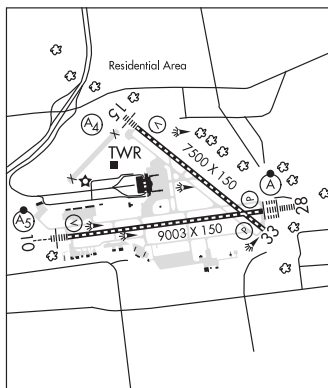 Residential Area
A4
15
V
TWR
7500 X 150
A
A5
V
P
28
10
9003 X 150
P
33